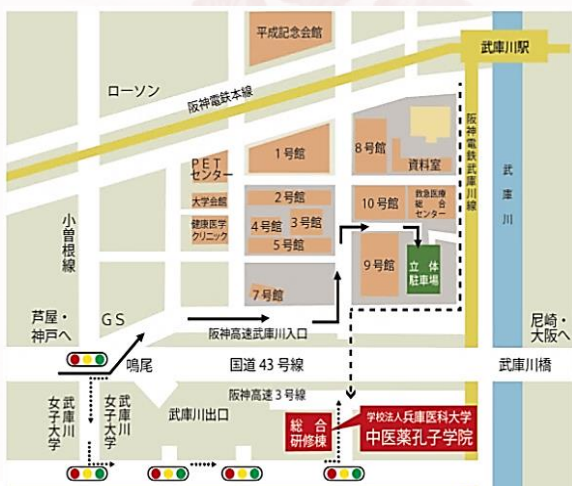 平成記念会館
武庫川駅
ローソン
阪神電鉄本線
阪神電鉄武庫川線
武庫川
1号館
8号館
資料室
PET
センター
大学会館
健康医学
クリニック
2号館
4号館
3号館
5号館
10号館
救急医療
総合
センター
9号館
立体
駐車場
7号館
小曽根線
芦屋・
神戸へ
GS
阪神高速武庫川入口
尼崎・
大阪へ
鳴尾
国道43号線
武庫川橋
阪神高速3号線
武庫川
女子大学
武庫川
女子大学
武庫川出口
総合
研修棟
学校法人兵庫医科大学
中医薬孔子学院